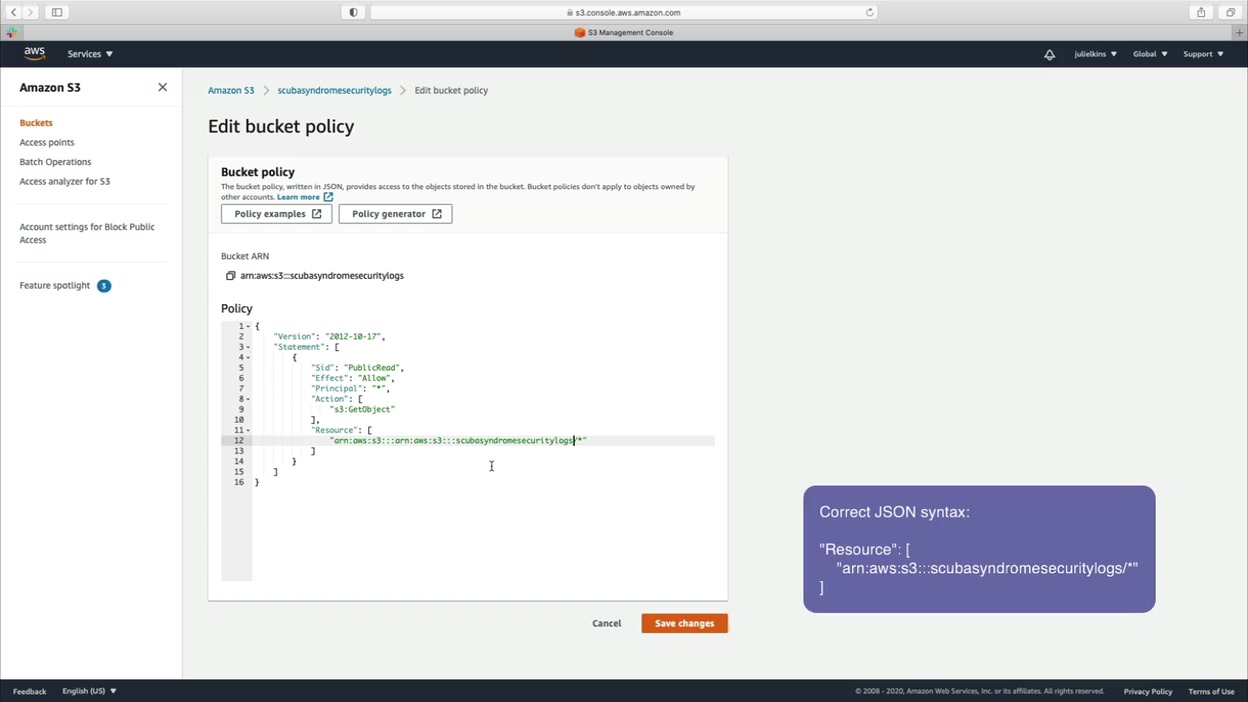 s3.console.aws.amazon.com
S3 Management Console
aws Services julielkins Global Support
Amazon S3
Buckets
Access points
Batch Operations
Access analyzer for S3
Account settings for Block Public
Access
Feature spotlight 3
Amazon S3 scubasyndromesecuritylogs Edit bucket policy
Edit bucket policy
Bucket policy
The bucket policy, written in JSON, provides access to the objects stored in the bucket. Bucket policies don't apply to objects owned by
other accounts. Learn more
Policy examples Policy generator
Bucket ARN
arn:aws:s3:::scubasyndromesecuritylogs
Policy
1 {
2 "Version": "2012-10-17",
3 "Statement": [
4 {
5 "Sid": "PublicRead",
6 "Effect": "Allow",
7 "Principal": "*",
8 "Action": [
9 "s3:GetObject"
10 ],
11 "Resource": [
12 "arn:aws:s3:::arn:aws:s3:::scubasyndromesecuritylogs/*"
13 ]
14 }
15 ]
16 }
Cancel Save changes
Correct JSON syntax:
"Resource": [
"arn:aws:s3:::scubasyndromesecuritylogs/*"
]
Feedback English (US) © 2008 - 2020, Amazon Web Services, Inc. or its affiliates. All rights reserved. Privacy Policy Terms of Use